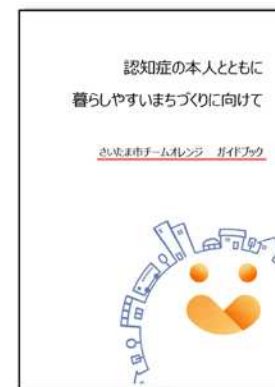 認知症の本人とともに
暮らしやすいまちづくりに向けて
さいたま市チームオレンジ　ガイドブック